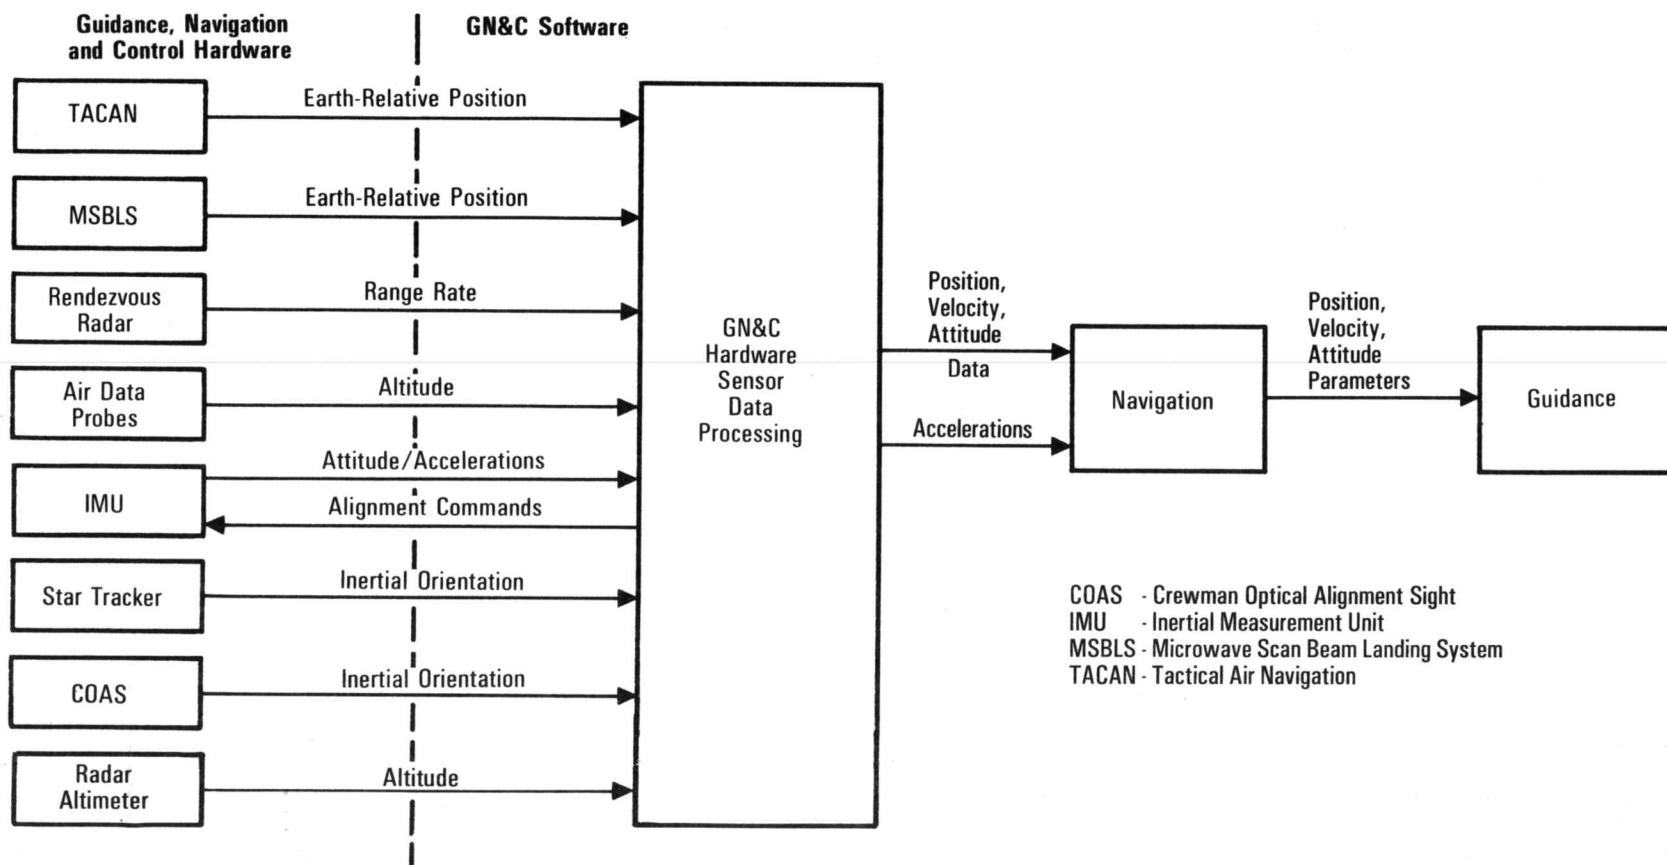 Guidance, Navigation
and Control Hardware
GN&C Software
TACAN
Earth-Relative Position
MSBLS
Earth-Relative Position
Rendezvous
Radar
Range Rate
Air Data
Probes
Altitude
IMU
Attitude/Accelerations
Alignment Commands
Star Tracker
Inertial Orientation
COAS
Inertial Orientation
Radar
Altimeter
Altitude
GN&C
Hardware
Sensor
Data
Processing
Position,
Velocity,
Attitude
Data
Accelerations
Navigation
Position,
Velocity,
Attitude
Parameters
Guidance
COAS - Crewman Optical Alignment Sight
IMU - Inertial Measurement Unit
MSBLS - Microwave Scan Beam Landing System
TACAN - Tactical Air Navigation